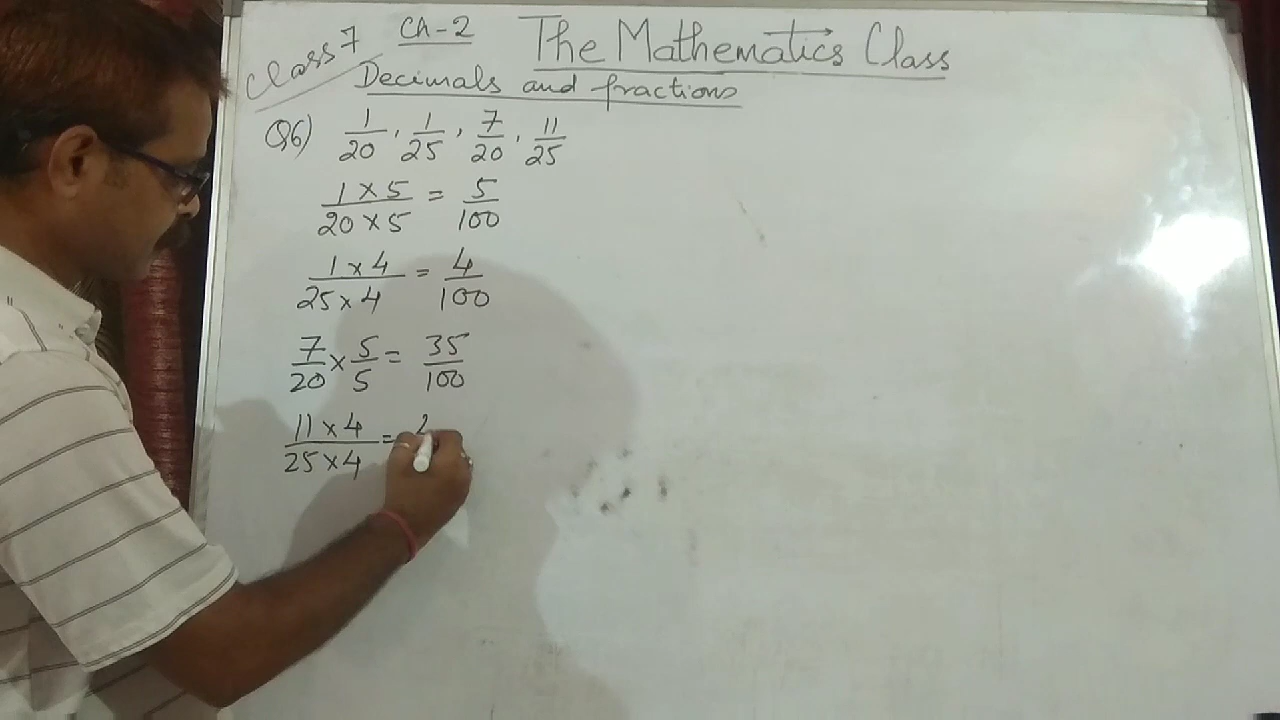 Class 7 Ch-2 The Mathematics Class
Decimals and fractions
Q6) 1/20, 1/25, 7/20, 11/25
1×5/20×5 = 5/100
1×4/25×4 = 4/100
7/20 × 5/5 = 35/100
11×4/25×4 =